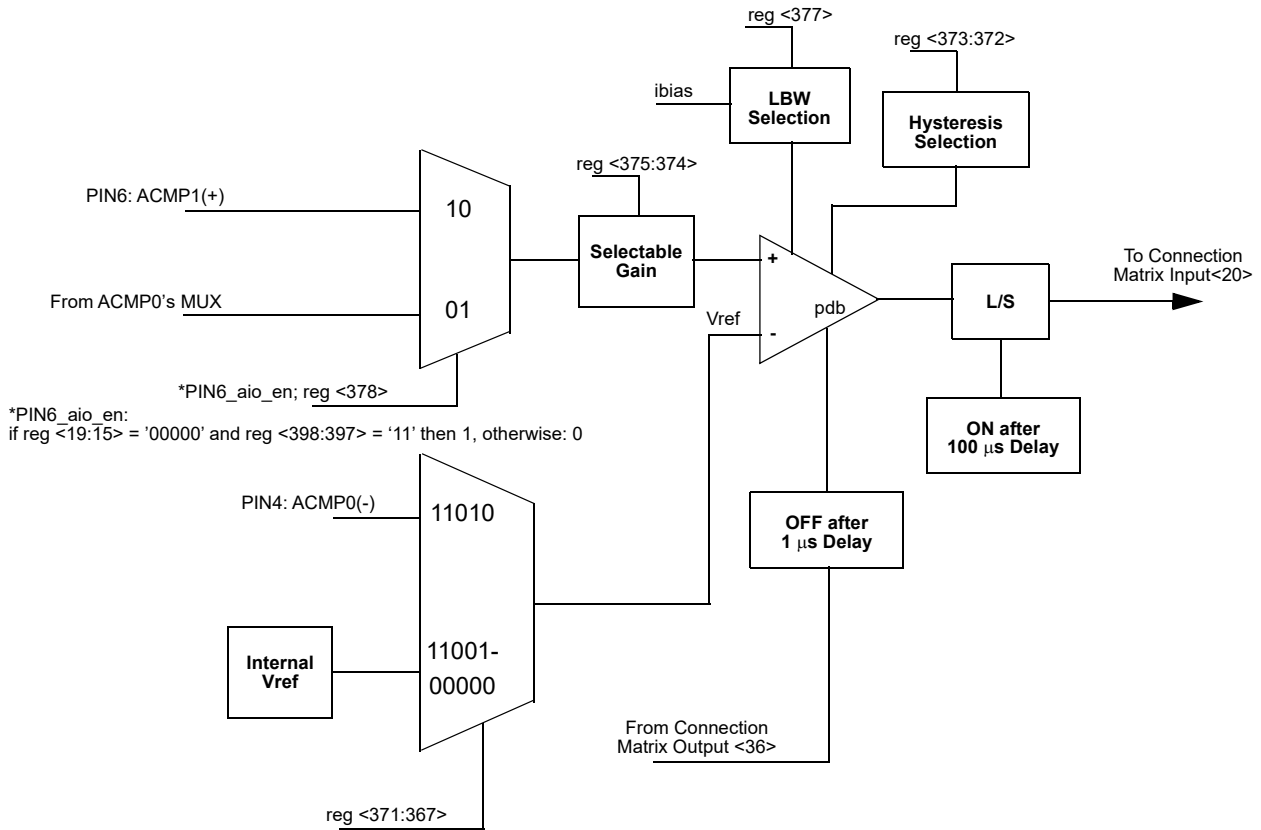 reg <377>
reg <373:372>
ibias
LBW
Selection
Hysteresis
Selection
reg <375:374>
PIN6: ACMP1(+)
10
Selectable
Gain
+
To Connection
Matrix Input<20>
From ACMP0's MUX
01
Vref
pdb
-
L/S
*PIN6_aio_en; reg <378>
*PIN6_aio_en:
if reg <19:15> = ’00000’ and reg <398:397> = ‘11’ then 1, otherwise: 0
ON after
100 μs Delay
PIN4: ACMP0(-)
11010
OFF after
1 μs Delay
Internal
Vref
11001-
00000
From Connection
Matrix Output <36>
reg <371:367>